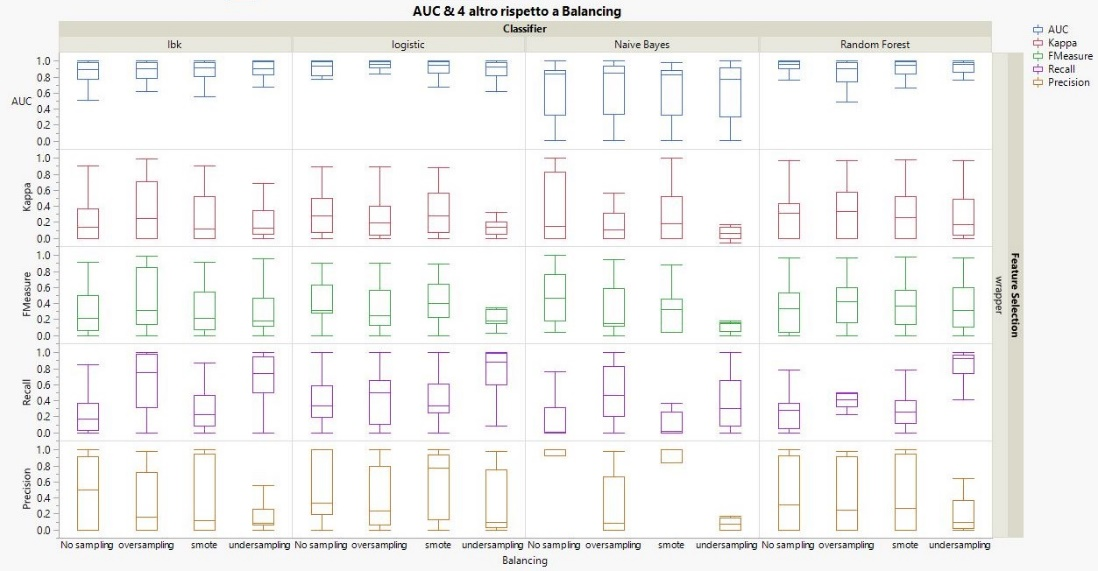 AUC & 4 altro rispetto a Balancing
Classifier
Ibk logistic Naive Bayes Random Forest
AUC
Kappa
FMeasure
Recall
Precision
AUC
1.0
0.8
0.6
0.4
0.2
0.0
Kappa
1.0
0.8
0.6
0.4
0.2
0.0
FMeasure
1.0
0.8
0.6
0.4
0.2
0.0
Recall
1.0
0.8
0.6
0.4
0.2
0.0
Precision
1.0
0.8
0.6
0.4
0.2
0.0
wrapper
Feature Selection
No sampling oversampling smote undersampling No sampling oversampling smote undersampling No sampling oversampling smote undersampling No sampling oversampling smote undersampling
Balancing